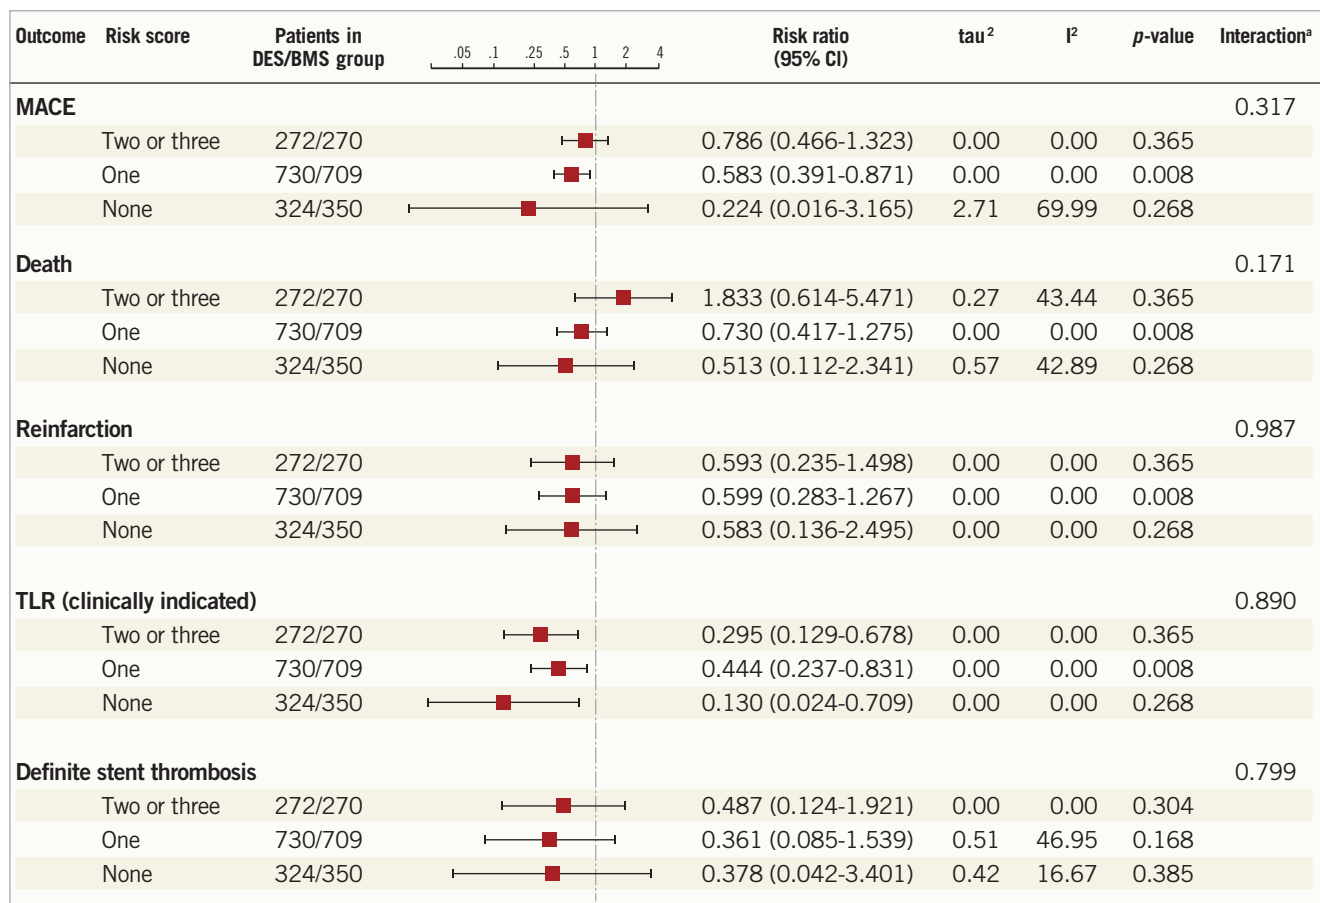 Outcome Risk score Patients in DES/BMS group .05 .1 .25 .5 1 2 4 Risk ratio (95% CI) tau² I² p-value Interactionᵃ
MACE 0.317
Two or three 272/270 0.786 (0.466-1.323) 0.00 0.00 0.365
One 730/709 0.583 (0.391-0.871) 0.00 0.00 0.008
None 324/350 0.224 (0.016-3.165) 2.71 69.99 0.268
Death 0.171
Two or three 272/270 1.833 (0.614-5.471) 0.27 43.44 0.365
One 730/709 0.730 (0.417-1.275) 0.00 0.00 0.008
None 324/350 0.513 (0.112-2.341) 0.57 42.89 0.268
Reinfarction 0.987
Two or three 272/270 0.593 (0.235-1.498) 0.00 0.00 0.365
One 730/709 0.599 (0.283-1.267) 0.00 0.00 0.008
None 324/350 0.583 (0.136-2.495) 0.00 0.00 0.268
TLR (clinically indicated) 0.890
Two or three 272/270 0.295 (0.129-0.678) 0.00 0.00 0.365
One 730/709 0.444 (0.237-0.831) 0.00 0.00 0.008
None 324/350 0.130 (0.024-0.709) 0.00 0.00 0.268
Definite stent thrombosis 0.799
Two or three 272/270 0.487 (0.124-1.921) 0.00 0.00 0.304
One 730/709 0.361 (0.085-1.539) 0.51 46.95 0.168
None 324/350 0.378 (0.042-3.401) 0.42 16.67 0.385